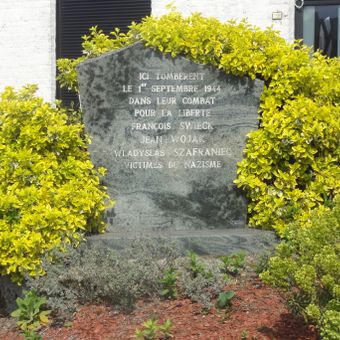 ICI TOMBERENT
LE 1ER SEPTEMBRE 1944
DANS LEUR COMBAT
POUR LA LIBERTE
FRANCOIS SWIECK
JEAN WOJAK
WLADYSLAS SZAFRANIEC
VICTIMES DU NAZISME